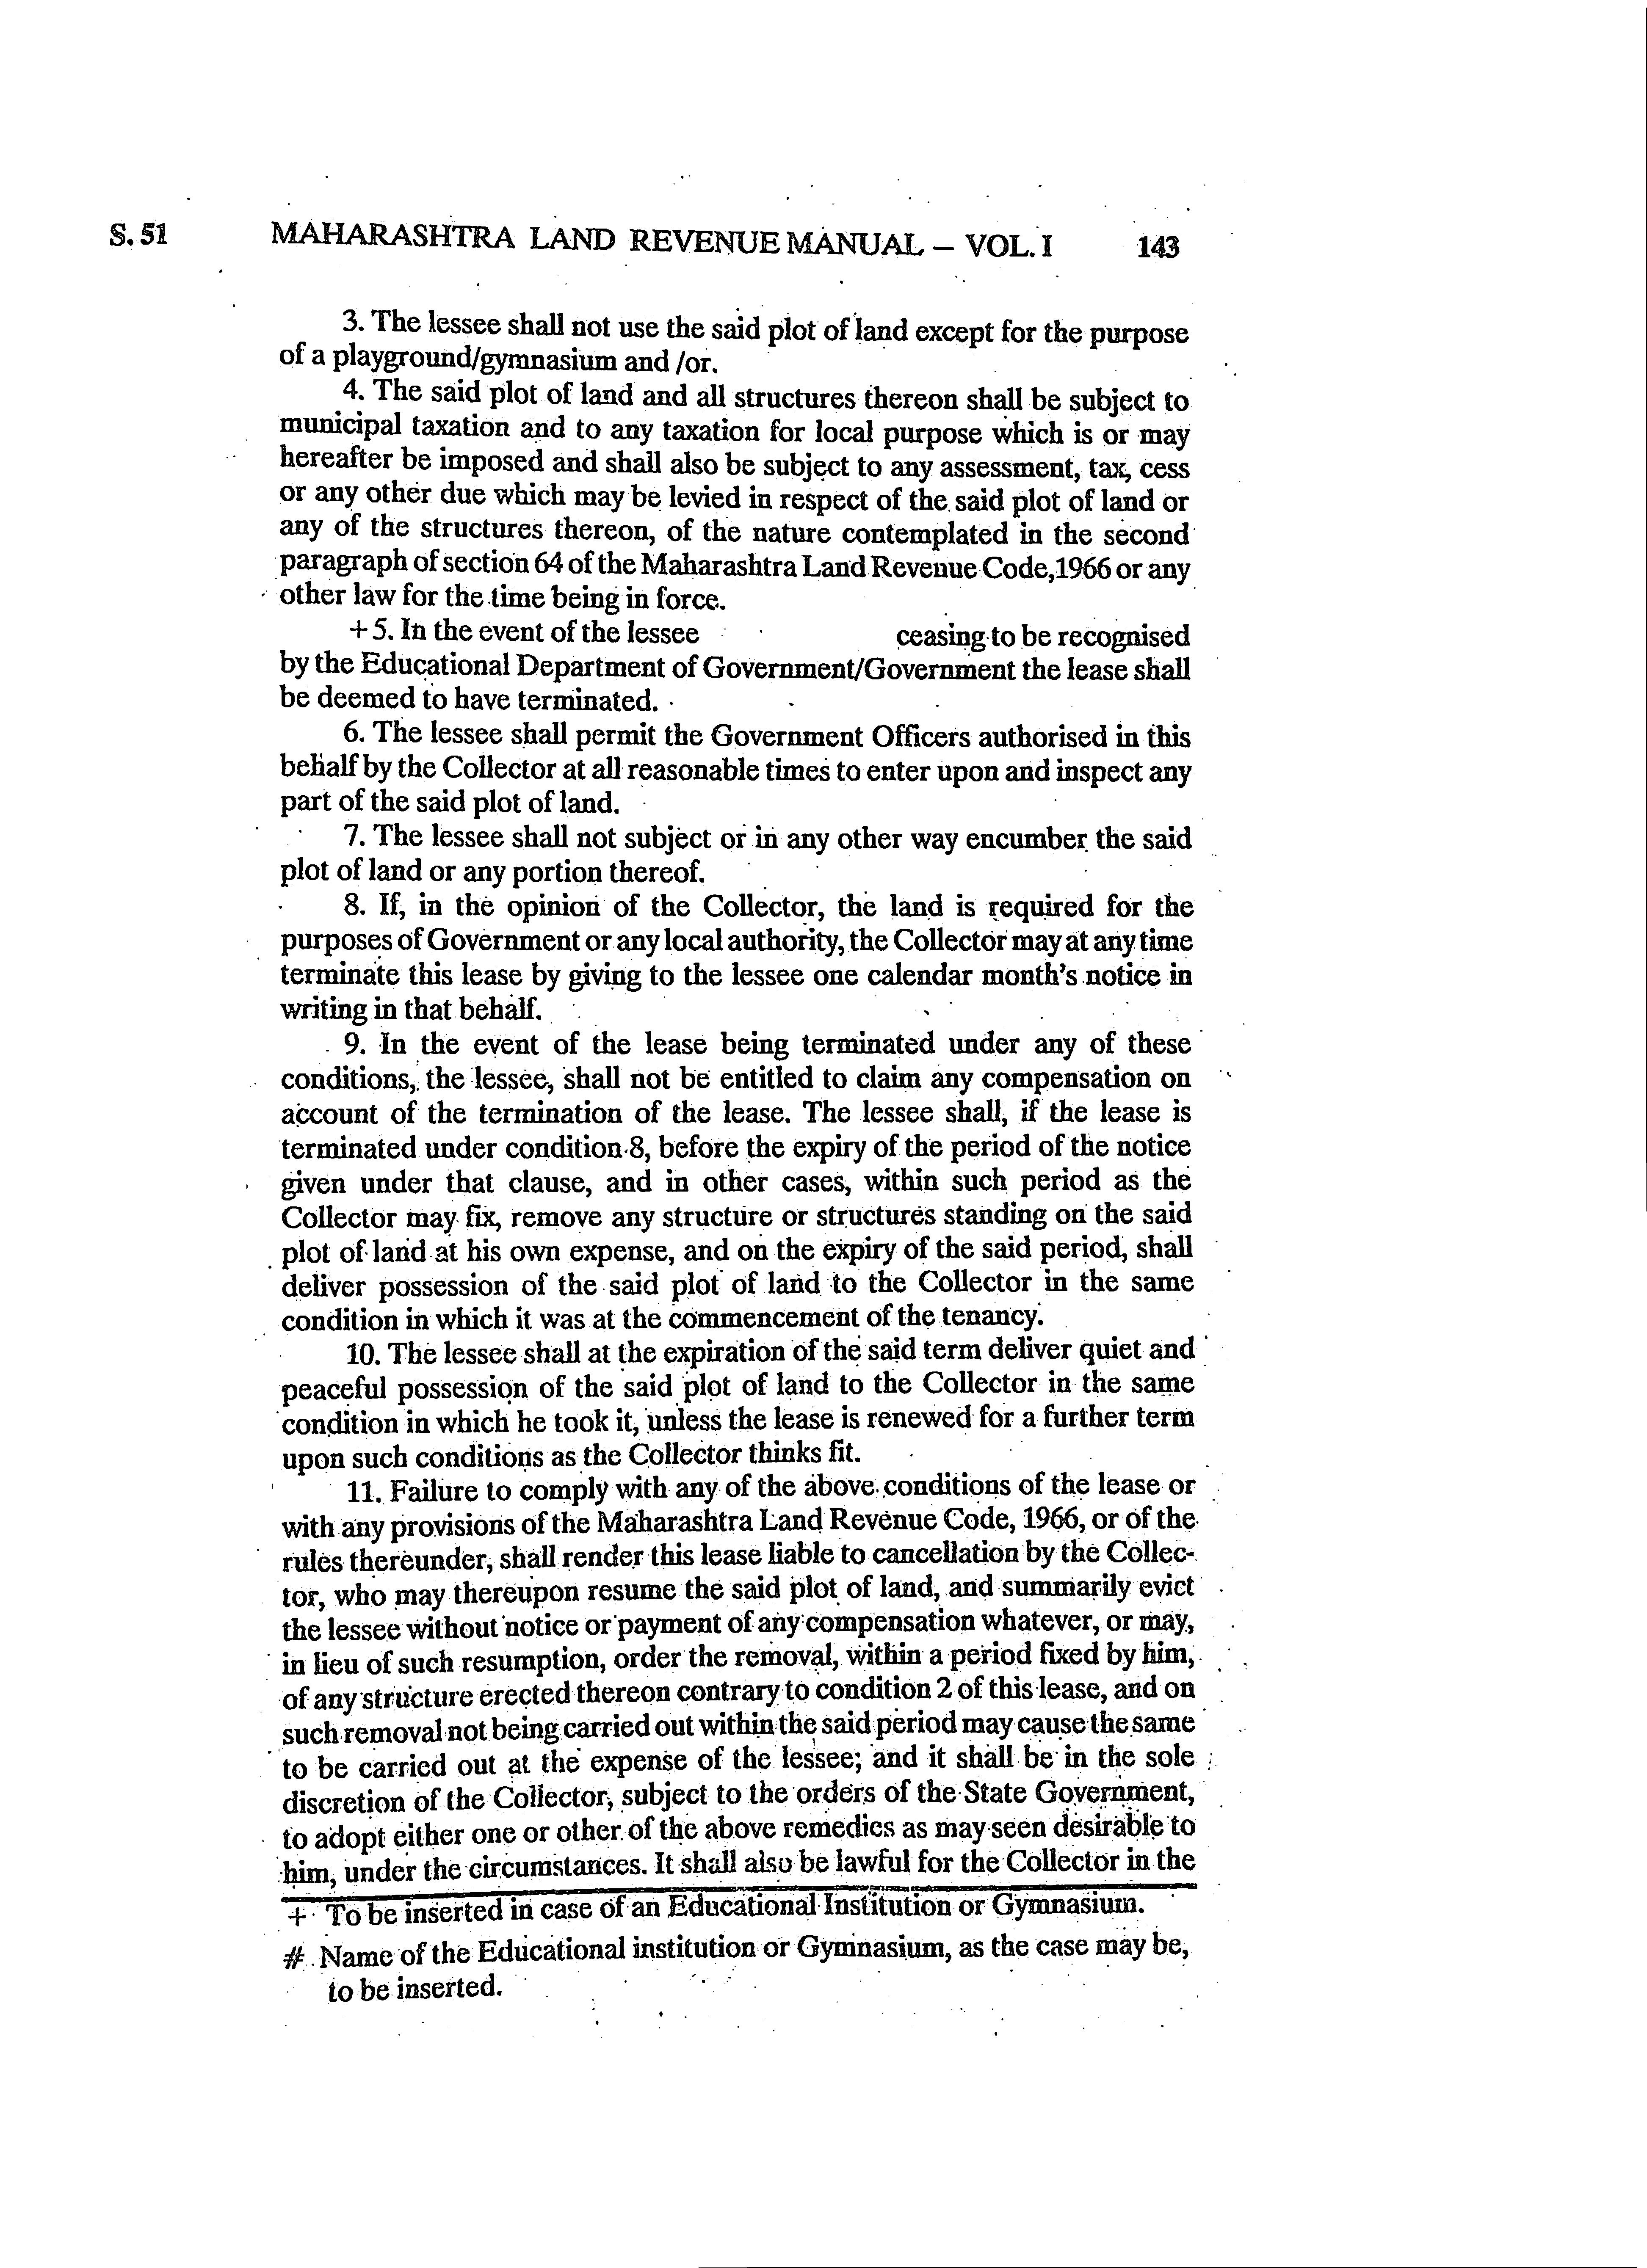 S. 51 MAHARASHTRA LAND REVENUE MANUAL – VOL. I 143
3. The lessee shall not use the said plot of land except for the purpose
of a playground/gymnasium and /or.
4. The said plot of land and all structures thereon shall be subject to
municipal taxation and to any taxation for local purpose which is or may
hereafter be imposed and shall also be subject to any assessment, tax, cess
or any other due which may be levied in respect of the said plot of land or
any of the structures thereon, of the nature contemplated in the second
paragraph of section 64 of the Maharashtra Land Revenue Code,1966 or any
other law for the time being in force.
+5. In the event of the lessee ceasing to be recognised
by the Educational Department of Government/Government the lease shall
be deemed to have terminated.
6. The lessee shall permit the Government Officers authorised in this
behalf by the Collector at all reasonable times to enter upon and inspect any
part of the said plot of land.
7. The lessee shall not subject or in any other way encumber the said
plot of land or any portion thereof.
8. If, in the opinion of the Collector, the land is required for the
purposes of Government or any local authority, the Collector may at any time
terminate this lease by giving to the lessee one calendar month's notice in
writing in that behalf.
9. In the event of the lease being terminated under any of these
conditions, the lessee, shall not be entitled to claim any compensation on
account of the termination of the lease. The lessee shall, if the lease is
terminated under condition 8, before the expiry of the period of the notice
given under that clause, and in other cases, within such period as the
Collector may fix, remove any structure or structures standing on the said
plot of land at his own expense, and on the expiry of the said period, shall
deliver possession of the said plot of land to the Collector in the same
condition in which it was at the commencement of the tenancy.
10. The lessee shall at the expiration of the said term deliver quiet and
peaceful possession of the said plot of land to the Collector in the same
condition in which he took it, unless the lease is renewed for a further term
upon such conditions as the Collector thinks fit.
11. Failure to comply with any of the above conditions of the lease or
with any provisions of the Maharashtra Land Revenue Code, 1966, or of the
rules thereunder, shall render this lease liable to cancellation by the Collec-
tor, who may thereupon resume the said plot of land, and summarily evict
the lessee without notice or payment of any compensation whatever, or may,
in lieu of such resumption, order the removal, within a period fixed by him,
of any structure erected thereon contrary to condition 2 of this lease, and on
such removal not being carried out within the said period may cause the same
to be carried out at the expense of the lessee; and it shall be in the sole
discretion of the Collector, subject to the orders of the State Government,
to adopt either one or other of the above remedies as may seen desirable to
him, under the circumstances. It shall also be lawful for the Collector in the
+ To be inserted in case of an Educational Institution or Gymnasium.
# Name of the Educational institution or Gymnasium, as the case may be,
to be inserted.